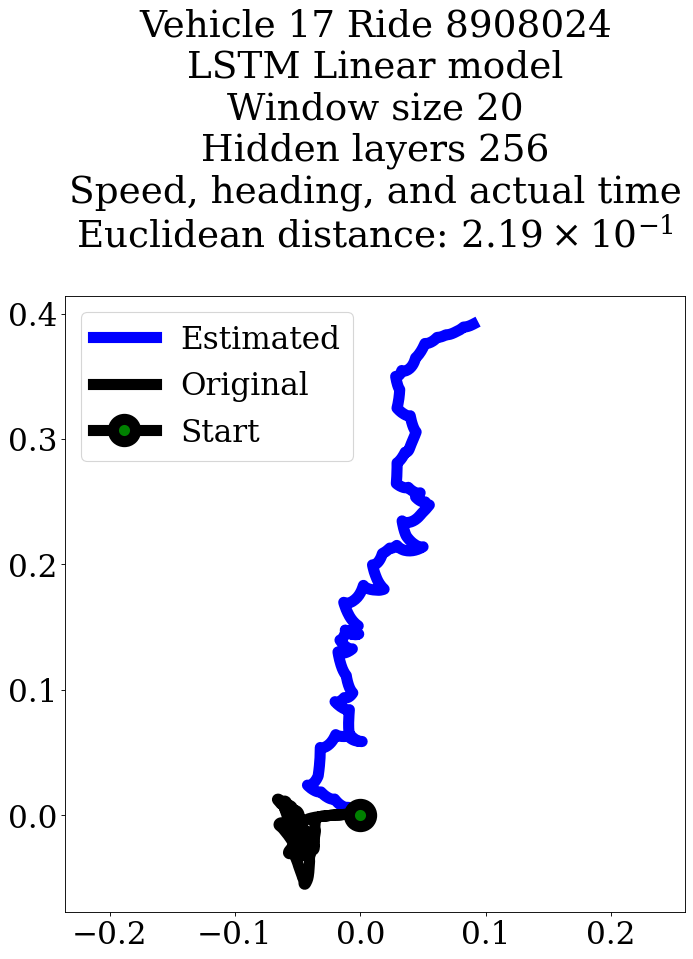 Vehicle 17 Ride 8908024
LSTM Linear model
Window size 20
Hidden layers 256
Speed, heading, and actual time
Euclidean distance: 2.19 × 10⁻¹
Estimated
Original
Start
0.4
0.3
0.2
0.1
0.0
−0.2 −0.1 0.0 0.1 0.2